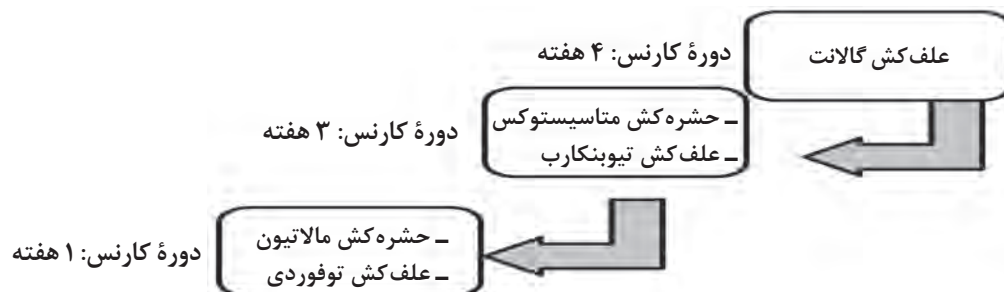 علف‌کش گالانت
دورهٔ کارنس: ۴ هفته
ـ حشره‌کش متاسیستوکس
ـ علف‌کش تیوبنکارب
دورهٔ کارنس: ۳ هفته
ـ حشره‌کش مالاتیون
ـ علف‌کش توفوردی
دورهٔ کارنس: ۱ هفته